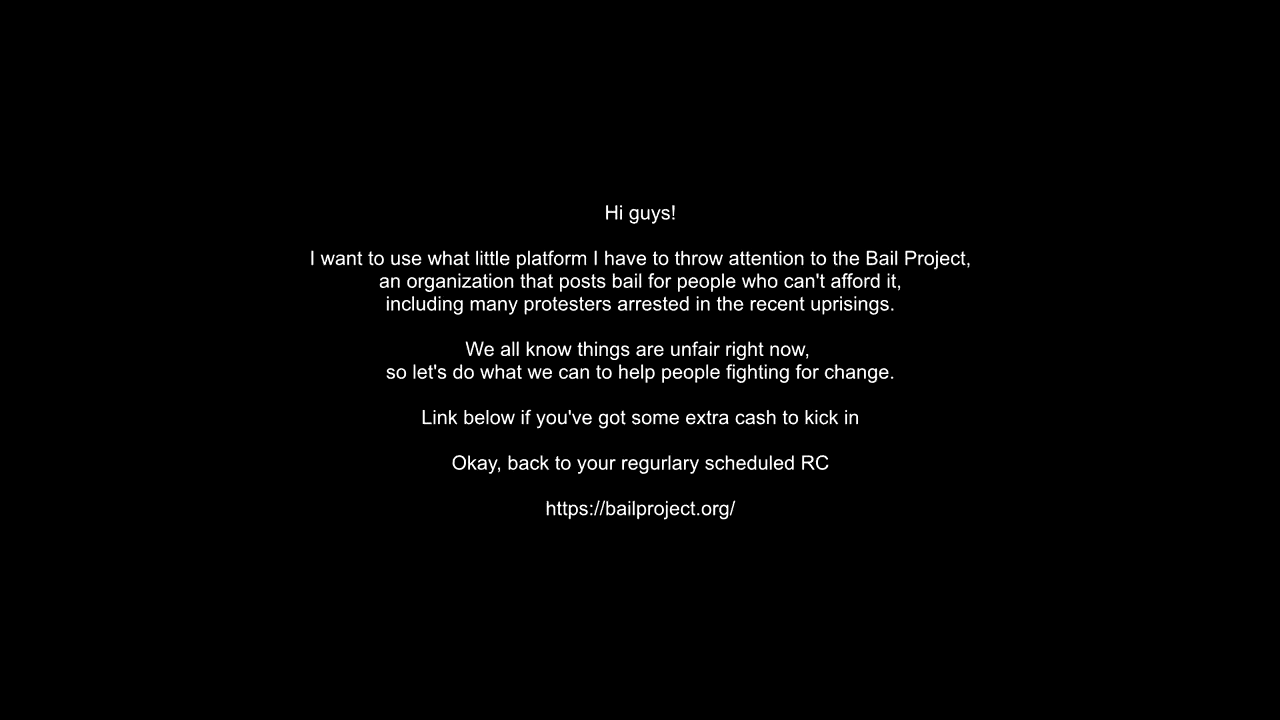 Hi guys!
I want to use what little platform I have to throw attention to the Bail Project,
an organization that posts bail for people who can't afford it,
including many protesters arrested in the recent uprisings.
We all know things are unfair right now,
so let's do what we can to help people fighting for change.
Link below if you've got some extra cash to kick in
Okay, back to your regurlary scheduled RC
https://bailproject.org/